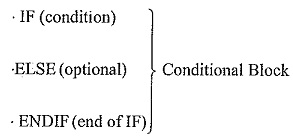 · IF (condition)
·ELSE (optional)
· ENDIF (end of IF)
Conditional Block